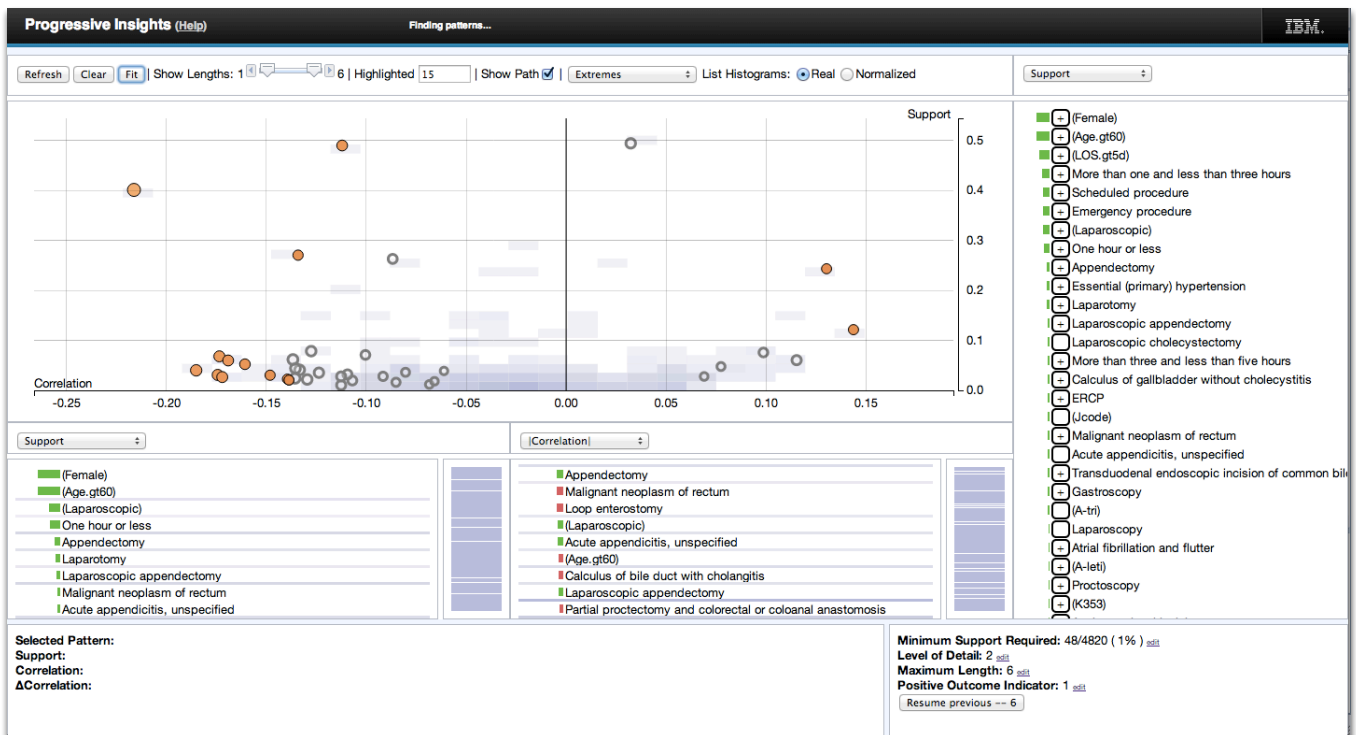 Progressive Insights (Help)
Finding patterns...
IBM.
Refresh Clear Fit | Show Lengths: 1 6 | Highlighted 15 | Show Path | Extremes List Histograms: Real Normalized
Support
Support
0.5
0.4
0.3
0.2
0.1
0.0
Correlation
-0.25 -0.20 -0.15 -0.10 -0.05 0.00 0.05 0.10 0.15
+ (Female)
+ (Age.gt60)
+ (LOS.gt5d)
+ More than one and less than three hours
+ Scheduled procedure
+ Emergency procedure
+ (Laparoscopic)
+ One hour or less
+ Appendectomy
+ Essential (primary) hypertension
+ Laparotomy
+ Laparoscopic appendectomy
Laparoscopic cholecystectomy
+ More than three and less than five hours
+ Calculus of gallbladder without cholecystitis
+ ERCP
(Jcode)
+ Malignant neoplasm of rectum
Acute appendicitis, unspecified
+ Transduodenal endoscopic incision of common bil
+ Gastroscopy
(A-tri)
Laparoscopy
+ Atrial fibrillation and flutter
+ (A-leti)
+ Proctoscopy
+ (K353)
Support
(Female)
(Age.gt60)
(Laparoscopic)
One hour or less
Appendectomy
Laparotomy
Laparoscopic appendectomy
Malignant neoplasm of rectum
Acute appendicitis, unspecified
|Correlation|
Appendectomy
Malignant neoplasm of rectum
Loop enterostomy
(Laparoscopic)
Acute appendicitis, unspecified
(Age.gt60)
Calculus of bile duct with cholangitis
Laparoscopic appendectomy
Partial proctectomy and colorectal or coloanal anastomosis
Selected Pattern:
Support:
Correlation:
ΔCorrelation:
Minimum Support Required: 48/4820 ( 1% ) edit
Level of Detail: 2 edit
Maximum Length: 6 edit
Positive Outcome Indicator: 1 edit
Resume previous -- 6